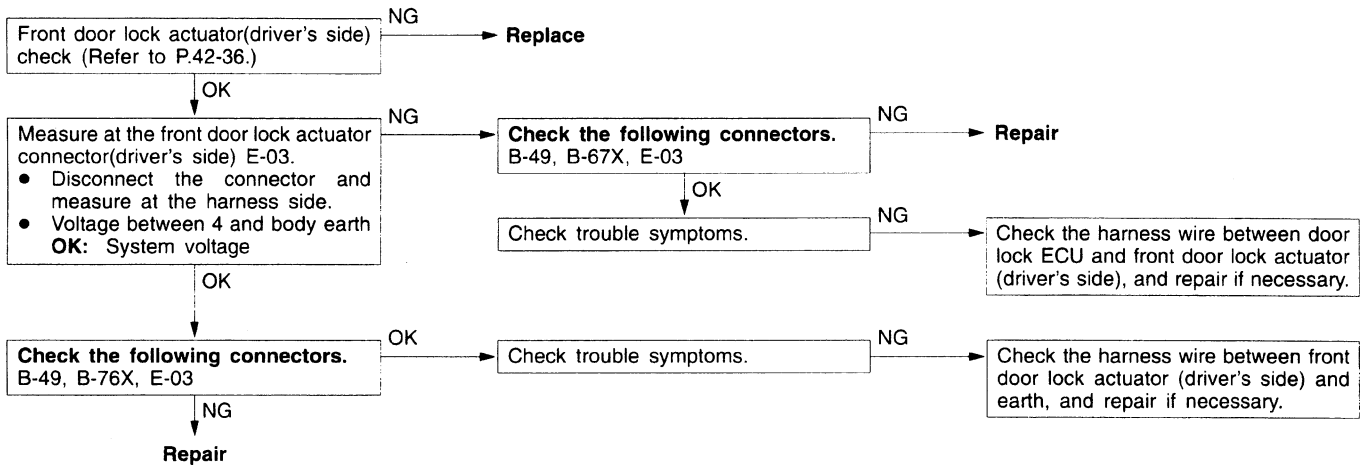 Front door lock actuator(driver's side)
check (Refer to P.42-36.)
NG
Replace
OK
Measure at the front door lock actuator
connector(driver's side) E-03.
● Disconnect the connector and
measure at the harness side.
● Voltage between 4 and body earth
OK: System voltage
NG
Check the following connectors.
B-49, B-67X, E-03
NG
Repair
OK
Check trouble symptoms.
NG
Check the harness wire between door
lock ECU and front door lock actuator
(driver's side), and repair if necessary.
OK
Check the following connectors.
B-49, B-76X, E-03
OK
Check trouble symptoms.
NG
Check the harness wire between front
door lock actuator (driver's side) and
earth, and repair if necessary.
NG
Repair